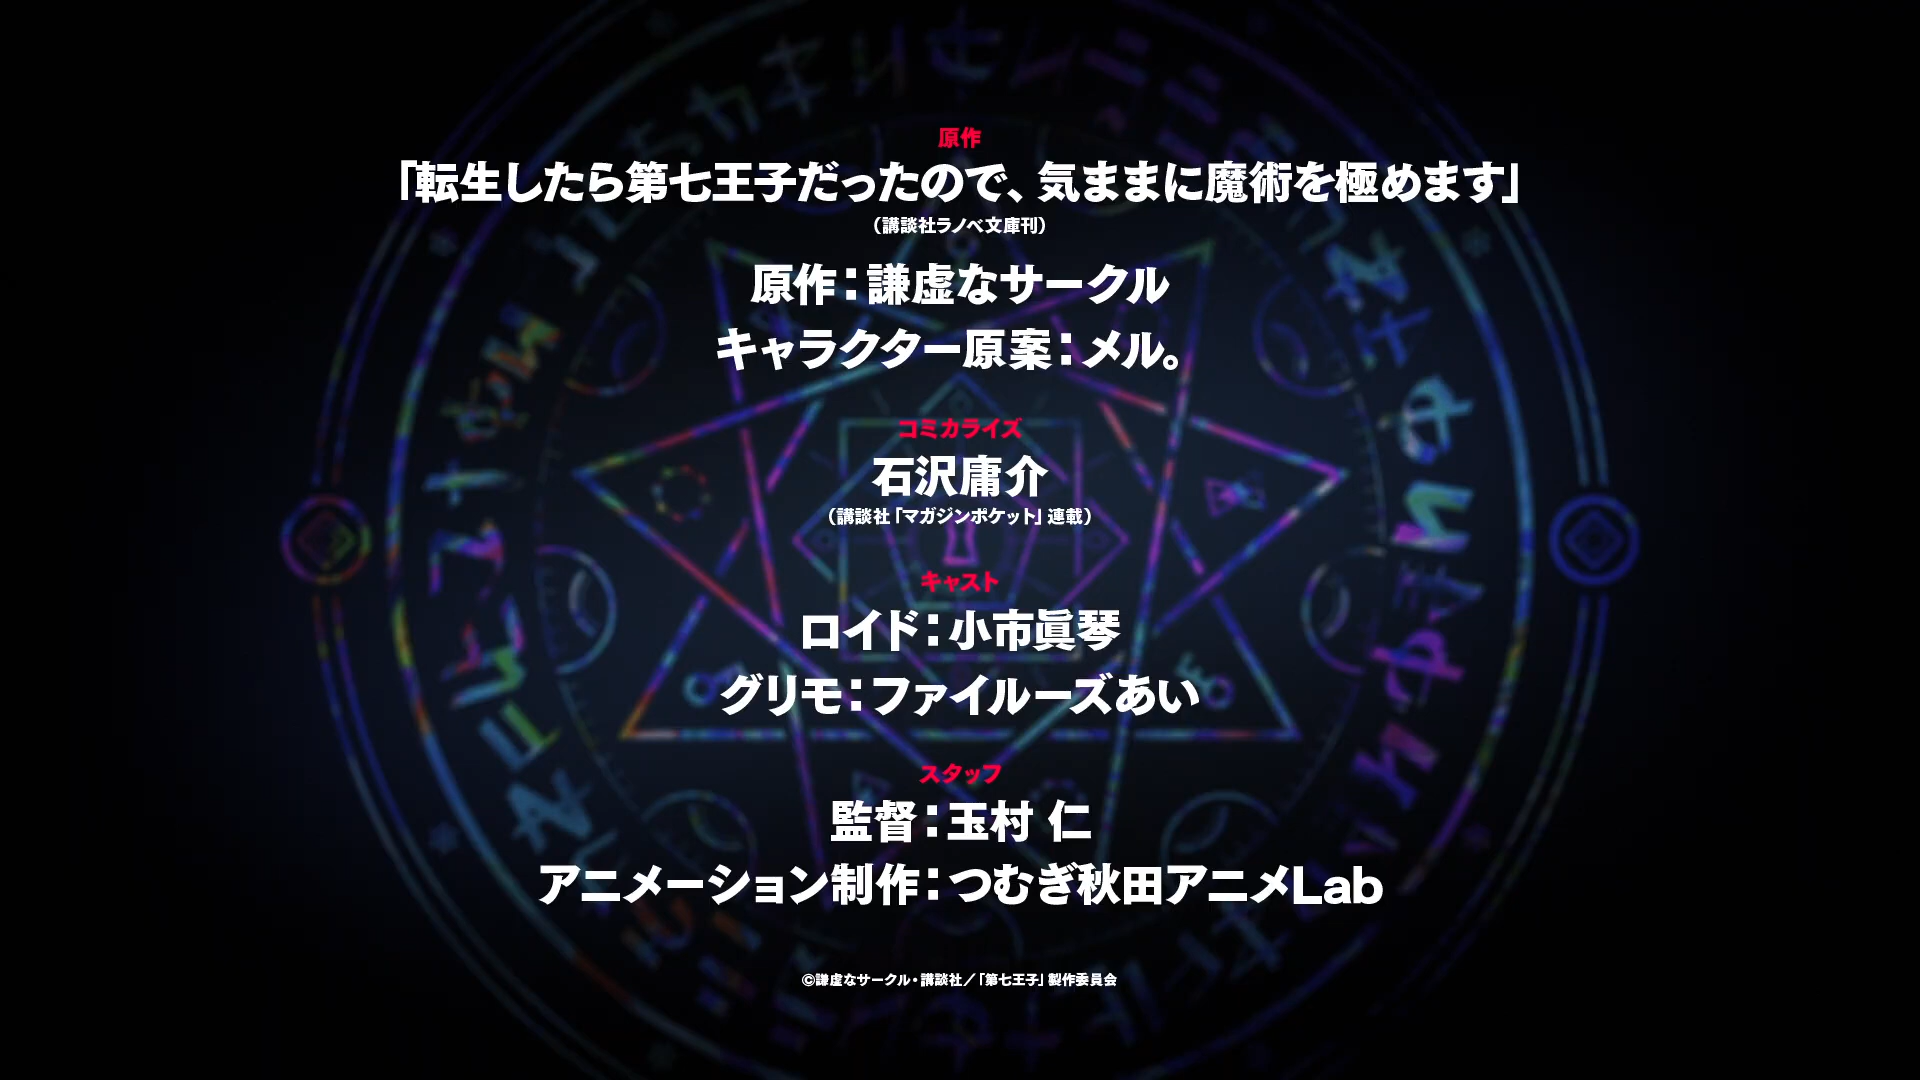 原作
「転生したら第七王子だったので、気ままに魔術を極めます」
（講談社ラノベ文庫刊）
原作：謙虚なサークル
キャラクター原案：メル。
コミカライズ
石沢庸介
（講談社「マガジンポケット」連載）
キャスト
ロイド：小市眞琴
グリモ：ファイルーズあい
スタッフ
監督：玉村 仁
アニメーション制作：つむぎ秋田アニメLab
©謙虚なサークル・講談社／「第七王子」製作委員会